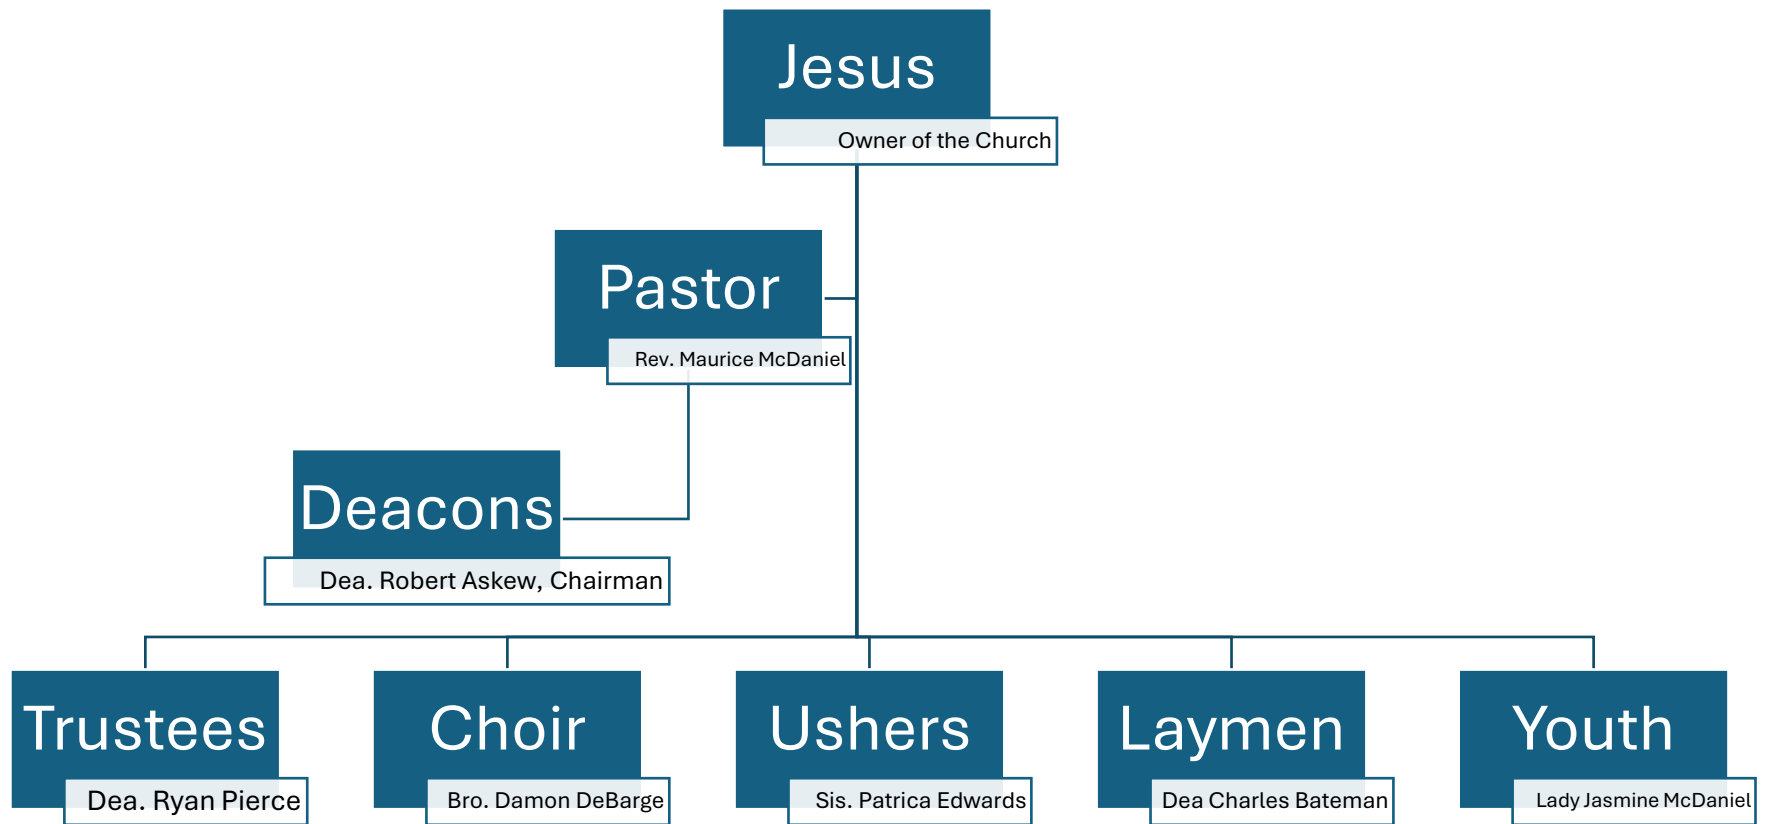 Jesus
Owner of the Church
Pastor
Rev. Maurice McDaniel
Deacons
Dea. Robert Askew, Chairman
Trustees
Dea. Ryan Pierce
Choir
Bro. Damon DeBarge
Ushers
Sis. Patrica Edwards
Laymen
Dea Charles Bateman
Youth
Lady Jasmine McDaniel